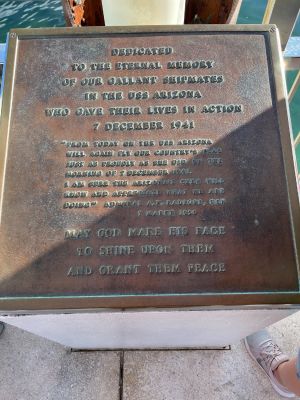 DEDICATED
TO THE ETERNAL MEMORY
OF OUR GALLANT SHIPMATES
IN THE USS ARIZONA
WHO GAVE THEIR LIVES IN ACTION
7 DECEMBER 1941
"FROM TODAY ON THE USS ARIZONA
WILL AGAIN FLY OUR COUNTRY'S FLAG
JUST AS PROUDLY AS SHE DID ON THE
MORNING OF 7 DECEMBER 1941.
I AM SURE THE ARIZONA'S CREW WILL
KNOW AND APPRECIATE WHAT WE ARE
DOING" ADMIRAL A.W. RADFORD, USN
7 MARCH 1950
MAY GOD MAKE HIS FACE
TO SHINE UPON THEM
AND GRANT THEM PEACE